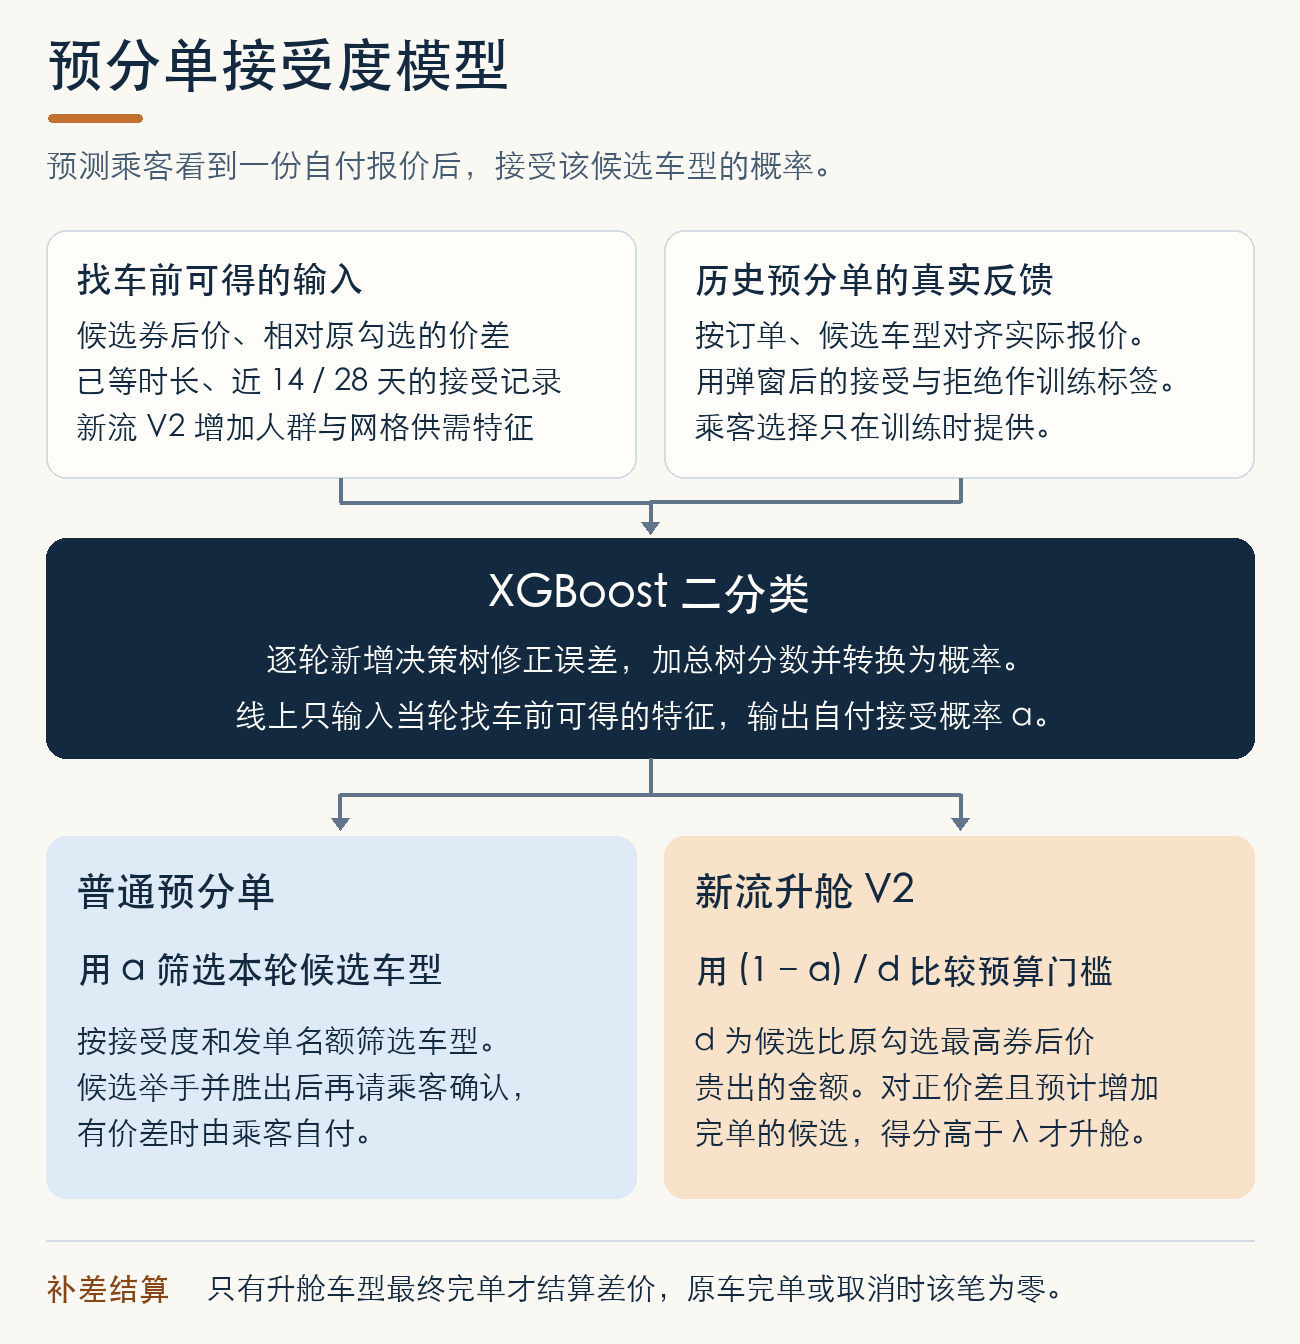 预分单接受度模型
预测乘客看到一份自付报价后，接受该候选车型的概率。
找车前可得的输入
候选券后价、相对原勾选的价差
已等时长、近 14 / 28 天的接受记录
新流 V2 增加人群与网格供需特征
历史预分单的真实反馈
按订单、候选车型对齐实际报价。
用弹窗后的接受与拒绝作训练标签。
乘客选择只在训练时提供。
XGBoost 二分类
逐轮新增决策树修正误差，加总树分数并转换为概率。
线上只输入当轮找车前可得的特征，输出自付接受概率 a。
普通预分单
用 a 筛选本轮候选车型
按接受度和发单名额筛选车型。
候选举手并胜出后再请乘客确认，
有价差时由乘客自付。
新流升舱 V2
用 (1 − a) / d 比较预算门槛
d 为候选比原勾选最高券后价
贵出的金额。对正价差且预计增加
完单的候选，得分高于 λ 才升舱。
补差结算 只有升舱车型最终完单才结算差价，原车完单或取消时该笔为零。